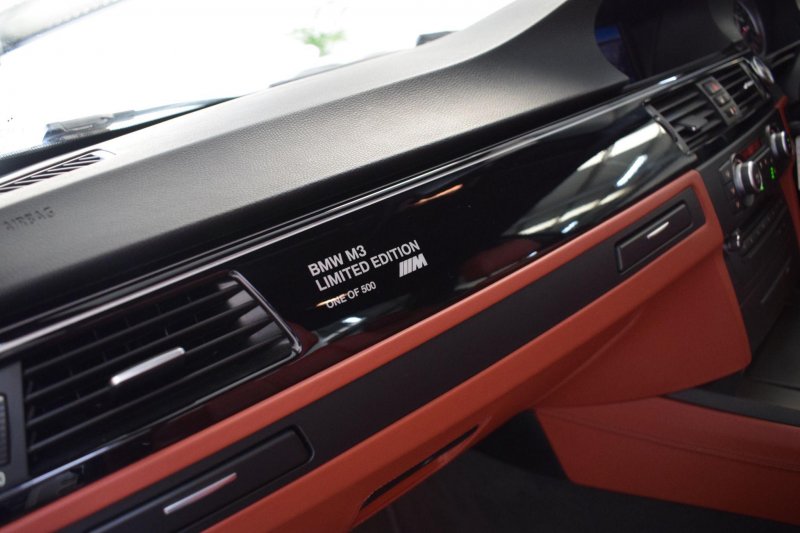 AIRBAG
BMW M3
LIMITED EDITION
M
ONE OF 500